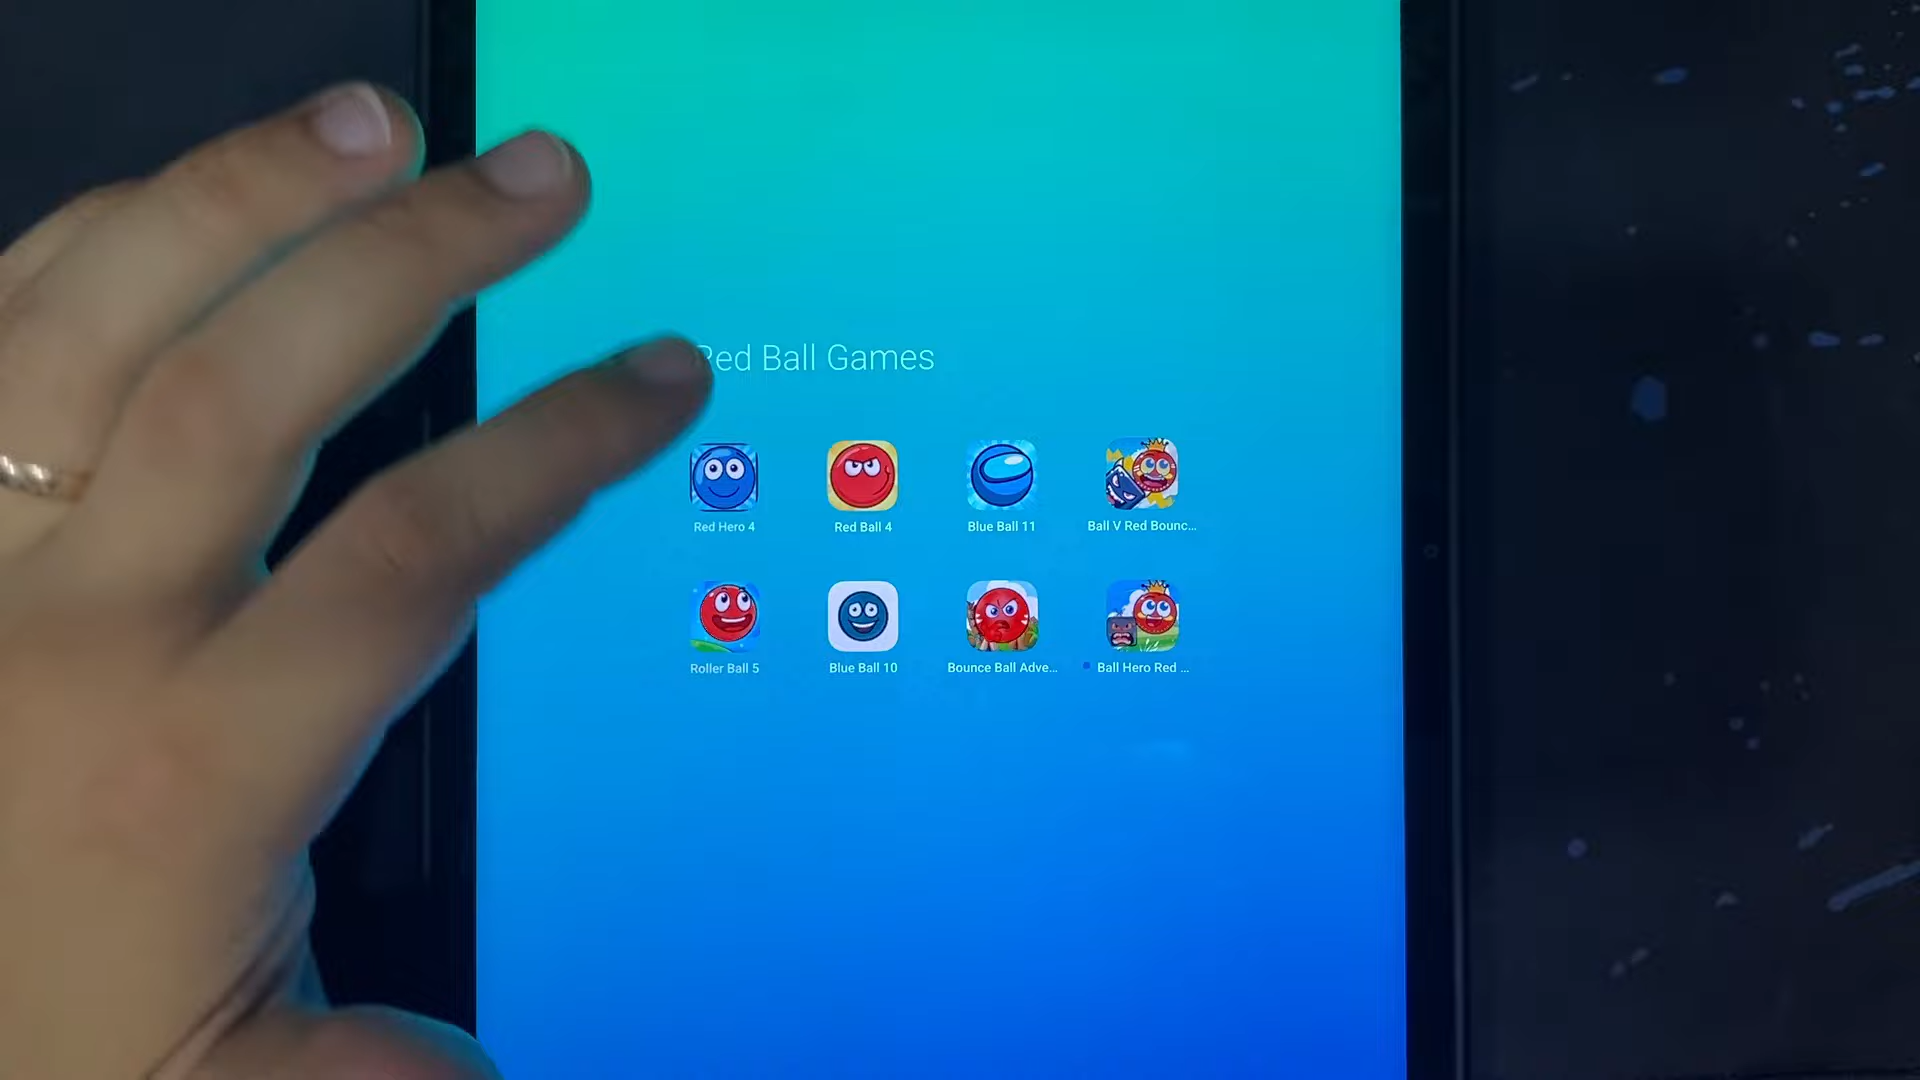 Red Ball Games
Red Hero 4
Red Ball 4
Blue Ball 11
Ball V Red Bounc...
Roller Ball 5
Blue Ball 10
Bounce Ball Adve...
Ball Hero Red ...